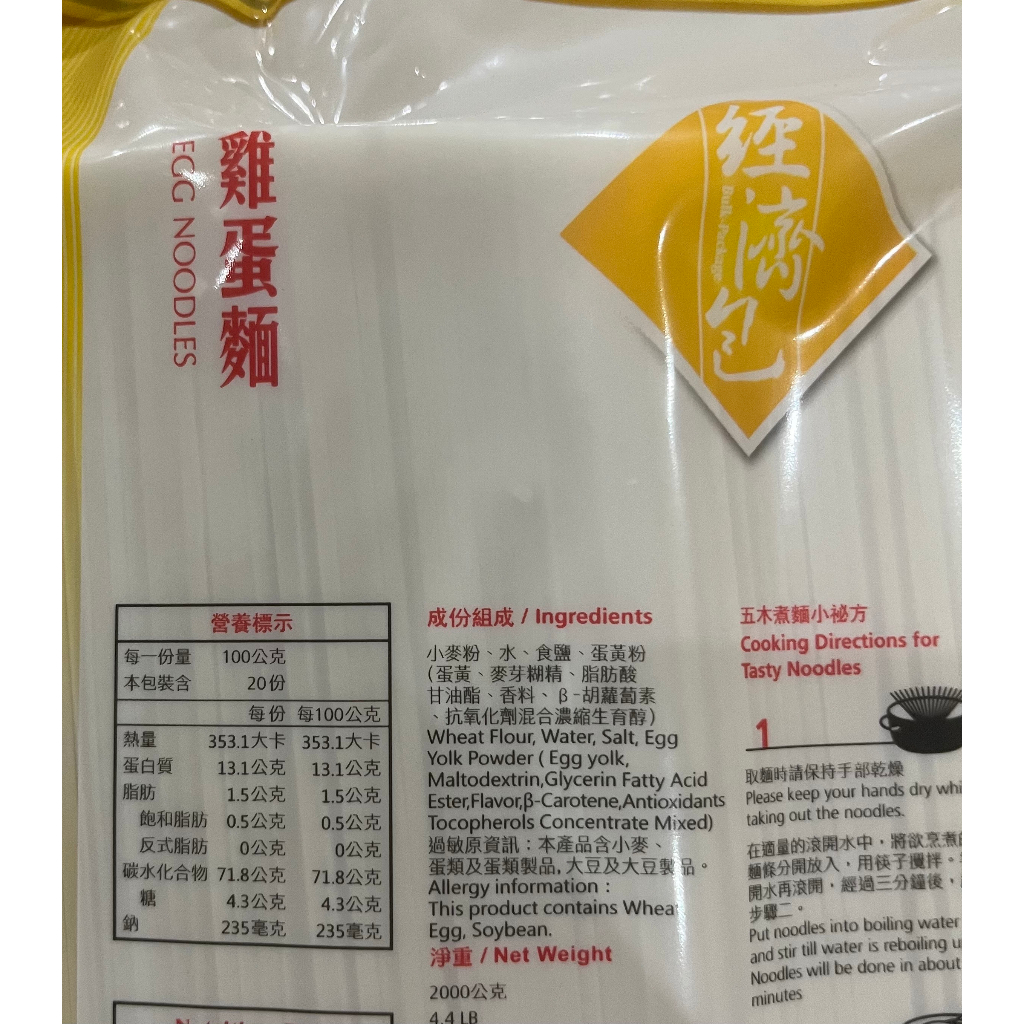 雞蛋麵
EGG NOODLES
經濟包
Bulk-Package
營養標示
每一份量 100公克
本包裝含 20份
每份 每100公克
熱量 353.1大卡 353.1大卡
蛋白質 13.1公克 13.1公克
脂肪 1.5公克 1.5公克
飽和脂肪 0.5公克 0.5公克
反式脂肪 0公克 0公克
碳水化合物 71.8公克 71.8公克
糖 4.3公克 4.3公克
鈉 235毫克 235毫克
成份組成 / Ingredients
小麥粉、水、食鹽、蛋黃粉
(蛋黃、麥芽糊精、脂肪酸
甘油酯、香料、β-胡蘿蔔素
、抗氧化劑混合濃縮生育醇)
Wheat Flour, Water, Salt, Egg
Yolk Powder ( Egg yolk,
Maltodextrin,Glycerin Fatty Acid
Ester,Flavor,β-Carotene,Antioxidants
Tocopherols Concentrate Mixed)
過敏原資訊：本產品含小麥、
蛋類及蛋類製品, 大豆及大豆製品。
Allergy information :
This product contains Whea
Egg, Soybean.
淨重 / Net Weight
2000公克
4.4 LB
五木煮麵小祕方
Cooking Directions for
Tasty Noodles
1
取麵時請保持手部乾燥
Please keep your hands dry whi
taking out the noodles.
在適量的滾開水中，將欲烹煮
麵條分開放入，用筷子攪拌。
開水再滾開，經過三分鐘後，
步驟二。
Put noodles into boiling water
and stir till water is reboiling
Noodles will be done in about
minutes